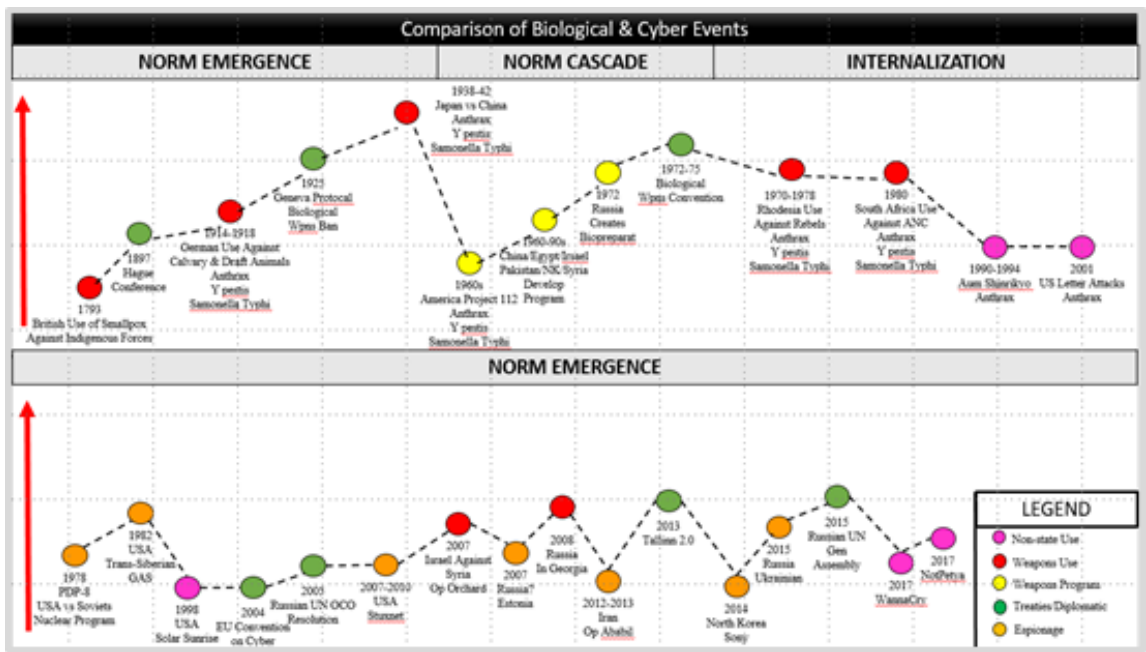 Comparison of Biological & Cyber Events
NORM EMERGENCE
NORM CASCADE
INTERNALIZATION
1793
British Use of Smallpox
Against Indigenous Forces
1897
Hague
Conference
1914-1918
German Use Against
Calvary & Draft Animals
Anthrax
Y pestis
Samonella Typhi
1925
Geneva Protocal
Biological
Wpns Ban
1938-42
Japan vs China
Anthrax
Y pestis
Samonella Typhi
1960s
America Project 112
Anthrax
Y pestis
Samonella Typhi
1960-90s
China/Egypt/Israel
Pakistan/NK/Syria
Develop
Program
1972
Russia
Creates
Biopreparat
1972-75
Biological
Wpns Convention
1970-1978
Rhodesia Use
Against Rebels
Anthrax
Y pestis
Samonella Typhi
1980
South Africa Use
Against ANC
Anthrax
Y pestis
Samonella Typhi
1990-1994
Aum Shinrikyo
Anthrax
2001
US Letter Attacks
Anthrax
NORM EMERGENCE
1978
PDP-8
USA vs Soviets
Nuclear Program
1982
USA
Trans-Siberian
GAS
1998
USA
Solar Sunrise
2004
EU Convention
on Cyber
2005
Russian UN OCO
Resolution
2007-2010
USA
Stuxnet
2007
Israel Against
Syria
Op Orchard
2007
Russia?
Estonia
2008
Russia
In Georgia
2012-2013
Iran
Op Ababil
2013
Tallinn 2.0
2014
North Korea
Sony
2015
Russia
Ukrainian
2015
Russian UN
Gen
Assembly
2017
WannaCry
2017
NotPetya
LEGEND
Non-state Use
Weapons Use
Weapons Program
Treaties/Diplomatic
Espionage